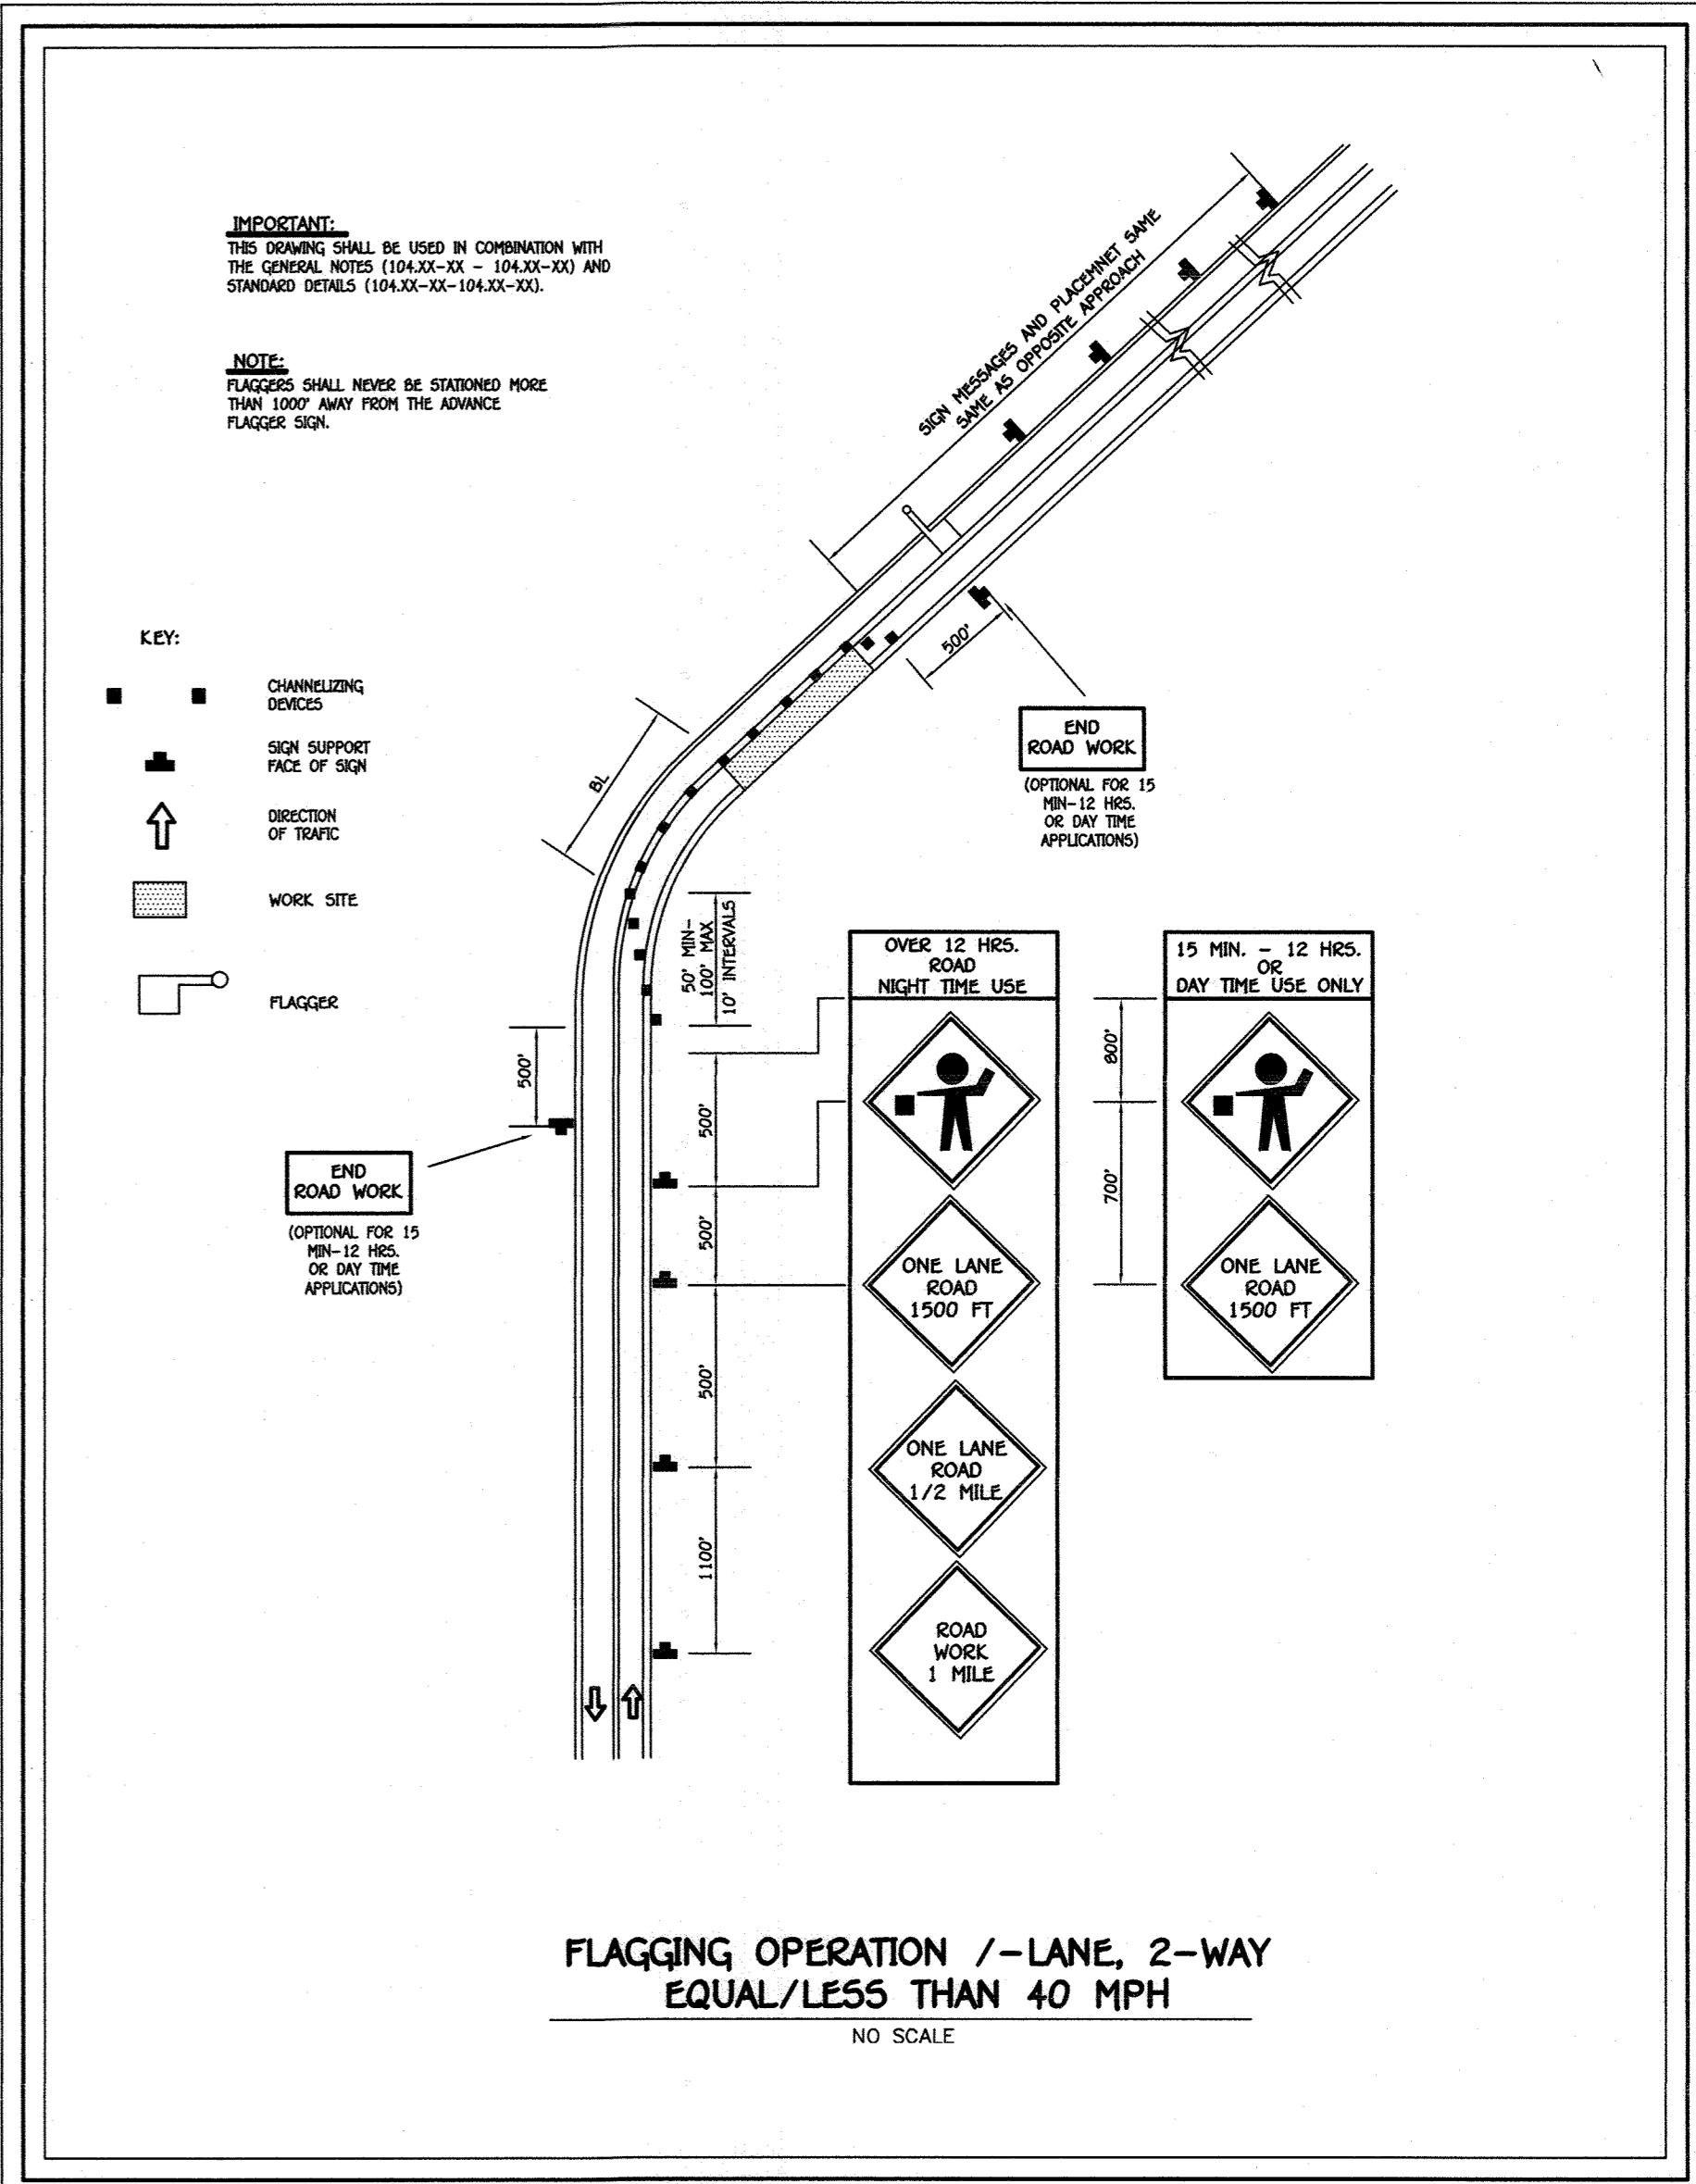 IMPORTANT:
THIS DRAWING SHALL BE USED IN COMBINATION WITH
THE GENERAL NOTES (104.XX-XX - 104.XX-XX) AND
STANDARD DETAILS (104.XX-XX-104.XX-XX).
NOTE:
FLAGGERS SHALL NEVER BE STATIONED MORE
THAN 1000' AWAY FROM THE ADVANCE
FLAGGER SIGN.
SIGN MESSAGES AND PLACEMNET SAME
SAME AS OPPOSITE APPROACH
KEY:
CHANNELIZING
DEVICES
SIGN SUPPORT
FACE OF SIGN
DIRECTION
OF TRAFIC
WORK SITE
FLAGGER
BL
500'
END
ROAD WORK
(OPTIONAL FOR 15
MIN-12 HRS.
OR DAY TIME
APPLICATIONS)
50' MIN-
100' MAX
10' INTERVALS
500'
END
ROAD WORK
(OPTIONAL FOR 15
MIN-12 HRS.
OR DAY TIME
APPLICATIONS)
500'
500'
500'
1100'
OVER 12 HRS.
ROAD
NIGHT TIME USE
ONE LANE
ROAD
1500 FT
ONE LANE
ROAD
1/2 MILE
ROAD
WORK
1 MILE
800'
700'
15 MIN. - 12 HRS.
OR
DAY TIME USE ONLY
ONE LANE
ROAD
1500 FT
FLAGGING OPERATION /-LANE, 2-WAY
EQUAL/LESS THAN 40 MPH
NO SCALE